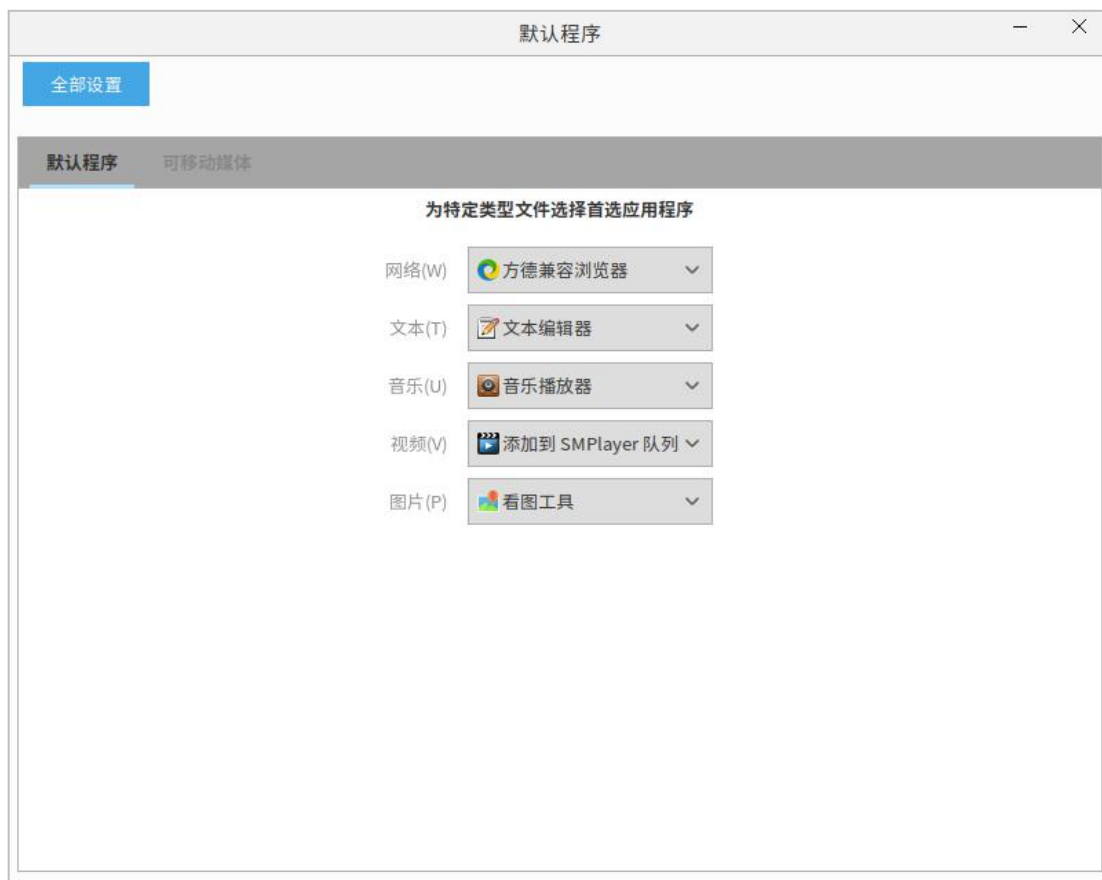 默认程序
全部设置
默认程序 可移动媒体
为特定类型文件选择首选应用程序
网络(W) 方德兼容浏览器
文本(T) 文本编辑器
音乐(U) 音乐播放器
视频(V) 添加到 SMPlayer 队列
图片(P) 看图工具